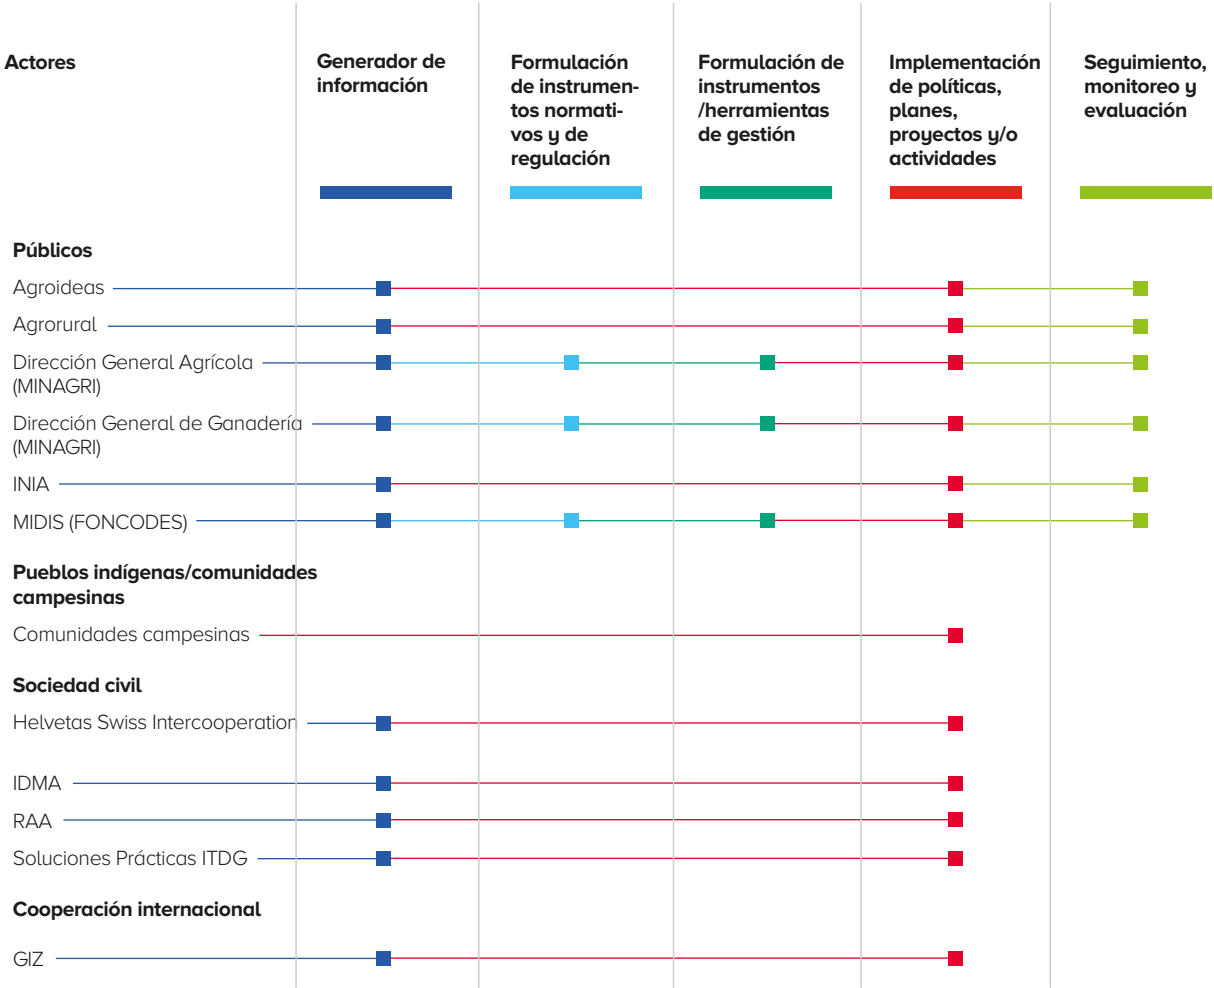 Actores
Generador de
información
Formulación
de instrumen-
tos normati-
vos y de
regulación
Formulación de
instrumentos
/herramientas
de gestión
Implementación
de políticas,
planes,
proyectos y/o
actividades
Seguimiento,
monitoreo y
evaluación
Públicos
Agroideas
Agrorural
Dirección General Agrícola
(MINAGRI)
Dirección General de Ganadería
(MINAGRI)
INIA
MIDIS (FONCODES)
Pueblos indígenas/comunidades
campesinas
Comunidades campesinas
Sociedad civil
Helvetas Swiss Intercooperation
IDMA
RAA
Soluciones Prácticas ITDG
Cooperación internacional
GIZ